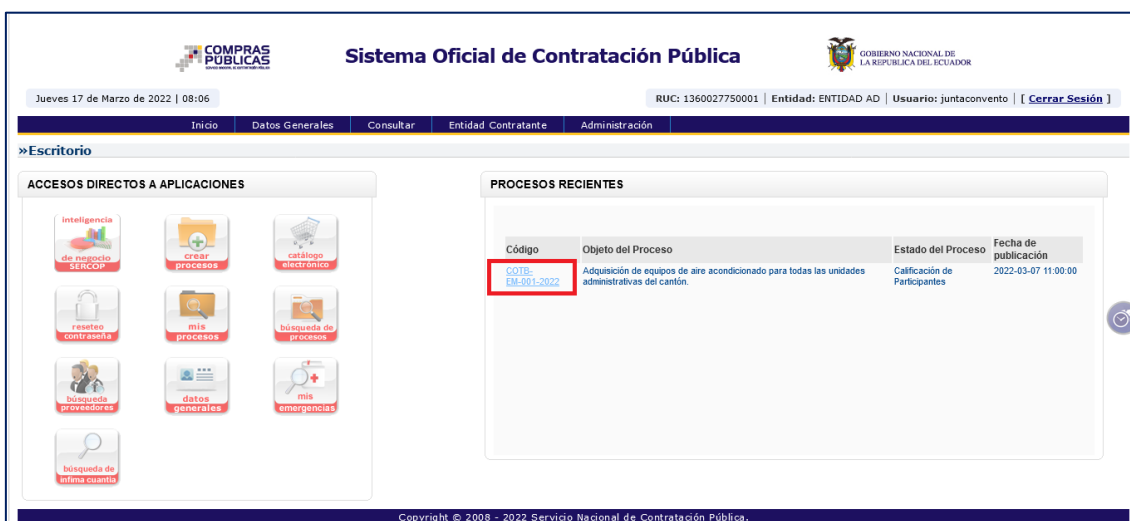 COMPRAS
PÚBLICAS
Sistema Oficial de Contratación Pública
GOBIERNO NACIONAL DE
LA REPUBLICA DEL ECUADOR
Jueves 17 de Marzo de 2022 | 08:06
RUC: 1360027750001 | Entidad: ENTIDAD AD | Usuario: juntaconvento | [ Cerrar Sesión ]
Inicio Datos Generales Consultar Entidad Contratante Administración
»Escritorio
ACCESOS DIRECTOS A APLICACIONES
inteligencia
de negocio
SERCOP
crear
procesos
catálogo
electrónico
reseteo
contraseña
mis
procesos
búsqueda de
procesos
búsqueda
proveedores
datos
generales
mis
emergencias
búsqueda de
ínfima cuantía
PROCESOS RECIENTES
Código Objeto del Proceso Estado del Proceso Fecha de
publicación
COTB-
EM-001-2022
Adquisición de equipos de aire acondicionado para todas las unidades
administrativas del cantón.
Calificación de
Participantes
2022-03-07 11:00:00
Copyright © 2008 - 2022 Servicio Nacional de Contratación Pública.